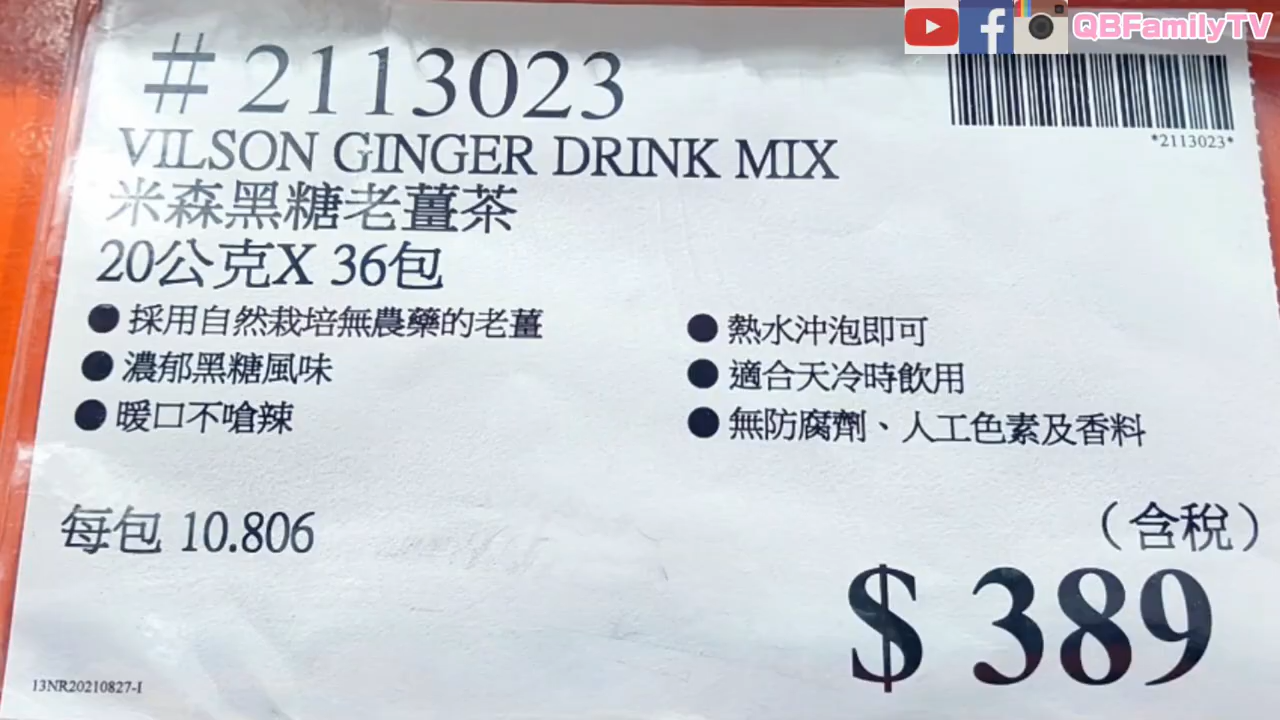 QBFamilyTV
# 2113023
*2113023*
VILSON GINGER DRINK MIX
米森黑糖老薑茶
20公克X 36包
● 採用自然栽培無農藥的老薑
● 濃郁黑糖風味
● 暖口不嗆辣
● 熱水沖泡即可
● 適合天冷時飲用
● 無防腐劑、人工色素及香料
每包 10.806
（含稅）
$ 389
13NR20210827-I